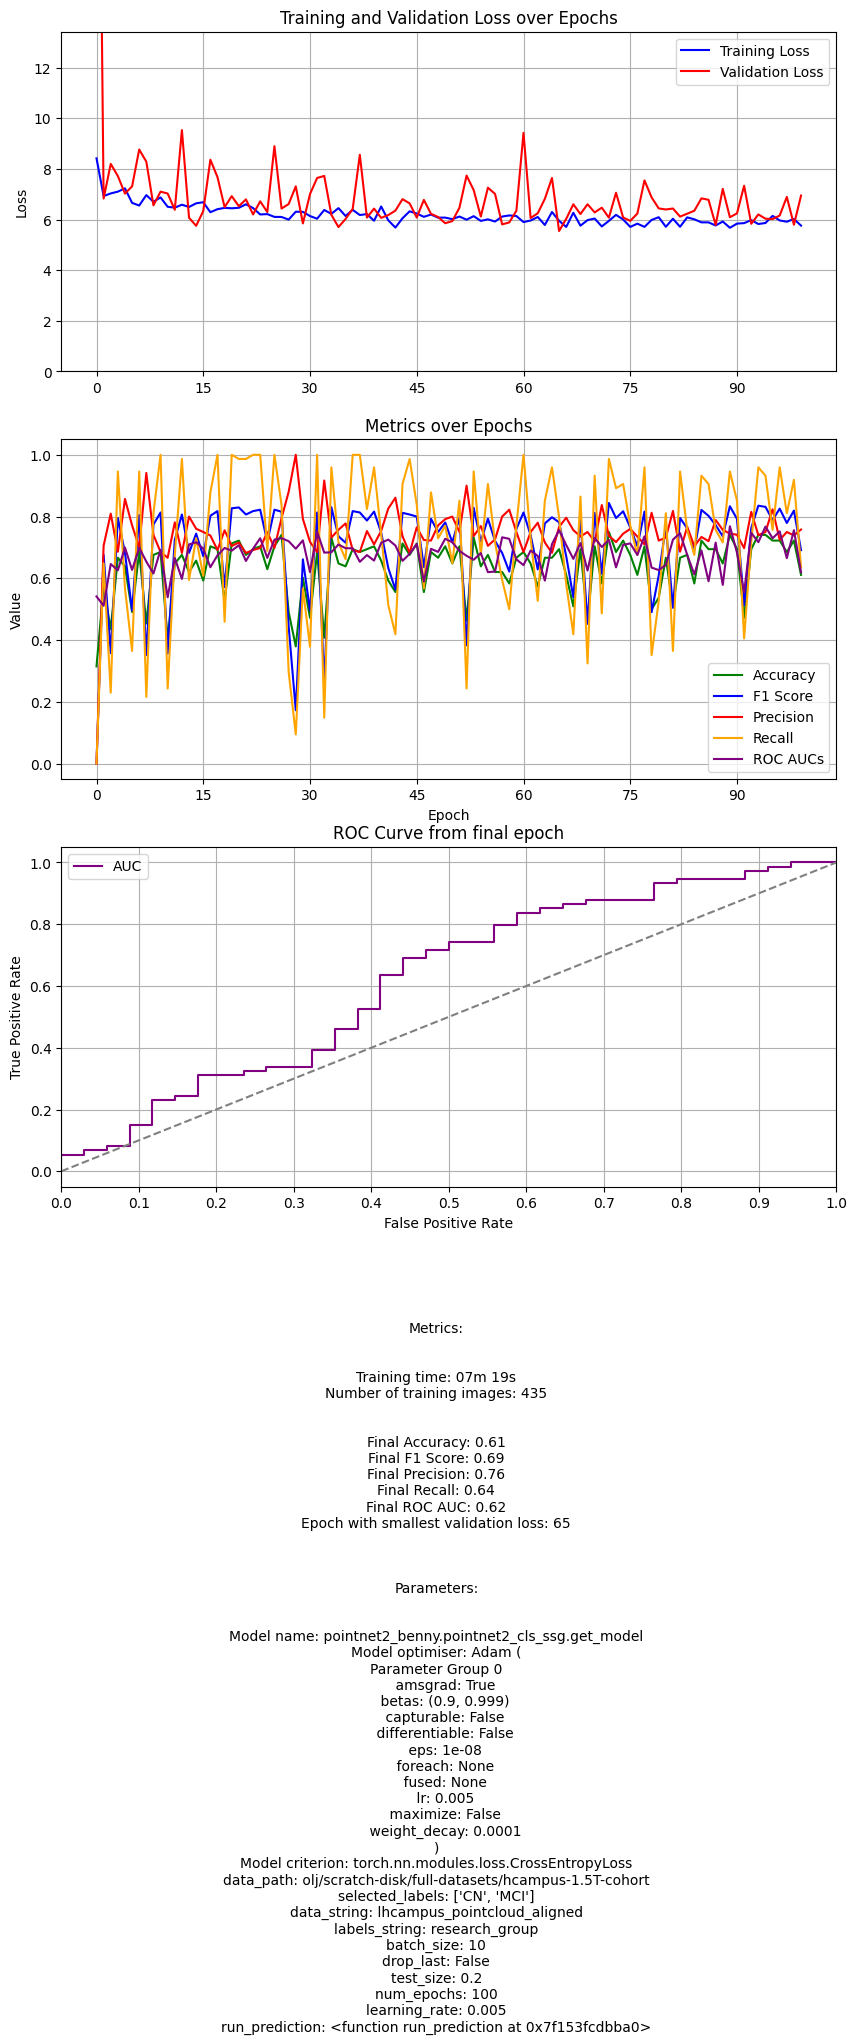 Training and Validation Loss over Epochs
Loss
12
10
8
6
4
2
0
Training Loss
Validation Loss
0 15 30 45 60 75 90
Metrics over Epochs
Value
1.0
0.8
0.6
0.4
0.2
0.0
Accuracy
F1 Score
Precision
Recall
ROC AUCs
0 15 30 45 60 75 90
Epoch
ROC Curve from final epoch
True Positive Rate
1.0
0.8
0.6
0.4
0.2
0.0
AUC
0.0 0.1 0.2 0.3 0.4 0.5 0.6 0.7 0.8 0.9 1.0
False Positive Rate
Metrics:
Training time: 07m 19s
Number of training images: 435
Final Accuracy: 0.61
Final F1 Score: 0.69
Final Precision: 0.76
Final Recall: 0.64
Final ROC AUC: 0.62
Epoch with smallest validation loss: 65
Parameters:
Model name: pointnet2_benny.pointnet2_cls_ssg.get_model
Model optimiser: Adam (
Parameter Group 0
amsgrad: True
betas: (0.9, 0.999)
capturable: False
differentiable: False
eps: 1e-08
foreach: None
fused: None
lr: 0.005
maximize: False
weight_decay: 0.0001
)
Model criterion: torch.nn.modules.loss.CrossEntropyLoss
data_path: olj/scratch-disk/full-datasets/hcampus-1.5T-cohort
selected_labels: ['CN', 'MCI']
data_string: lhcampus_pointcloud_aligned
labels_string: research_group
batch_size: 10
drop_last: False
test_size: 0.2
num_epochs: 100
learning_rate: 0.005
run_prediction: <function run_prediction at 0x7f153fcdbba0>